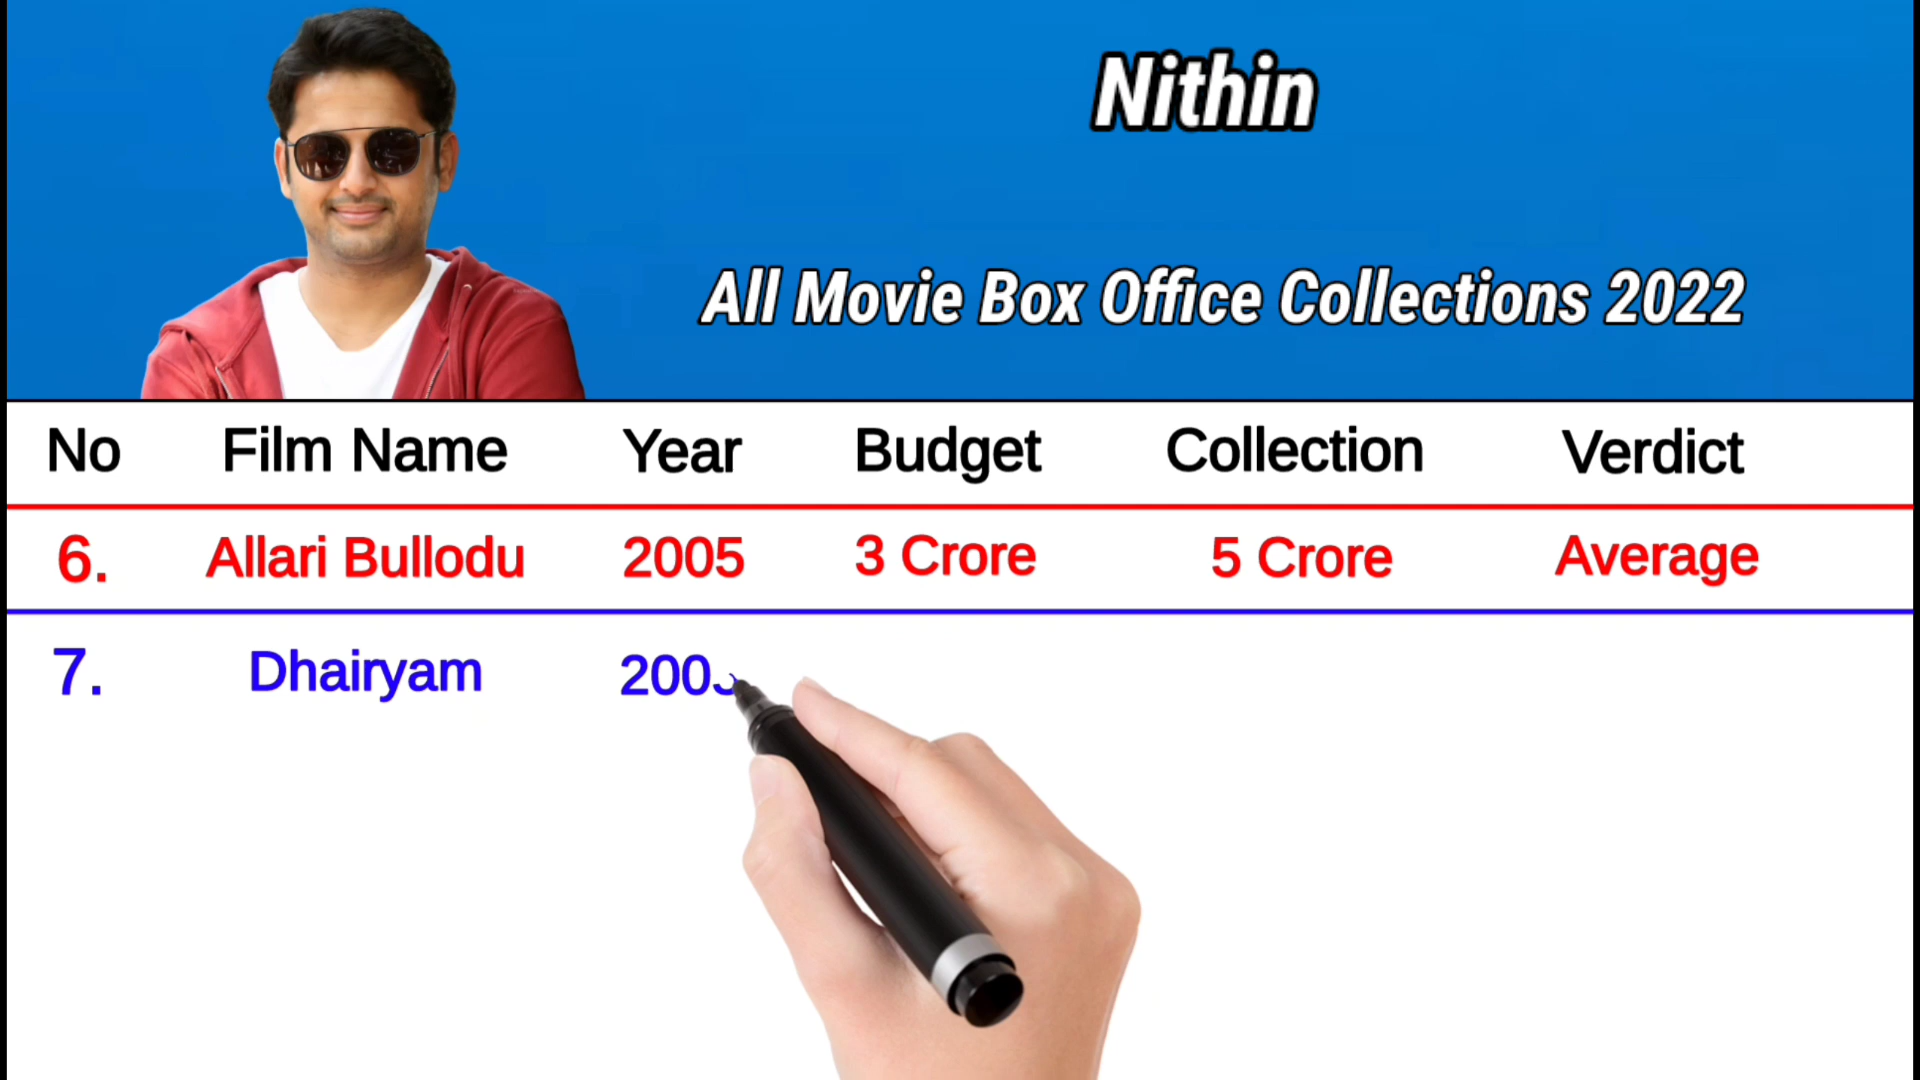 Nithin
All Movie Box Office Collections 2022
No Film Name Year Budget Collection Verdict
6. Allari Bullodu 2005 3 Crore 5 Crore Average
7. Dhairyam